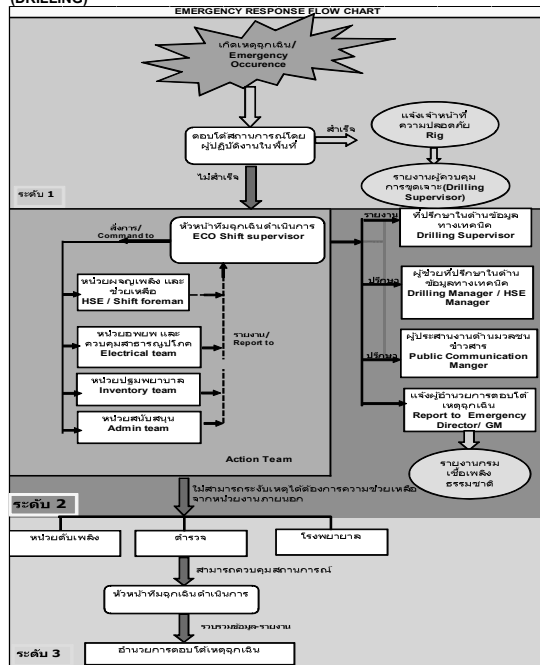 (DRILLING)
EMERGENCY RESPONSE FLOW CHART
เกิดเหตุฉุกเฉิน/
Emergency
Occurence
ตอบโต้สถานการณ์โดย
ผู้ปฏิบัติงานในพื้นที่
สำเร็จ
แจ้งเจ้าหน้าที่
ความปลอดภัย
Rig
ไม่สำเร็จ
รายงานผู้ควบคุม
การขุดเจาะ(Drilling
Supervisor)
ระดับ 1
สั่งการ/
Command to
หัวหน้าทีมฉุกเฉินดำเนินการ
ECO Shift supervisor
รายงาน
ที่ปรึกษาในด้านข้อมูล
ทางเทคนิค
Drilling Supervisor
หน่วยผจญเพลิง และ
ช่วยเหลือ
HSE / Shift foreman
ปรึกษา
ผู้ช่วยที่ปรึกษาในด้าน
ข้อมูลทางเทคนิค
Drilling Manager / HSE
Manager
หน่วยอพยพ และ
ควบคุมสาธารณูปโภค
Electrical team
รายงาน/
Report to
ปรึกษา
ผู้ประสานงานด้านมวลชน
ข่าวสาร
Public Communication
Manger
หน่วยปฐมพยาบาล
Inventory team
หน่วยสนับสนุน
Admin team
แจ้งผู้อำนวยการตอบโต้
เหตุฉุกเฉิน
Report to Emergency
Director/ GM
Action Team
รายงานกรม
เชื้อเพลิง
ธรรมชาติ
ระดับ 2
ไม่สามารถระงับเหตุได้ต้องการความช่วยเหลือ
จากหน่วยงานภายนอก
หน่วยดับเพลิง
ตำรวจ
โรงพยาบาล
สามารถควบคุมสถานการณ์
หัวหน้าทีมฉุกเฉินดำเนินการ
รวบรวมข้อมูล-รายงาน
ระดับ 3
อำนวยการตอบโต้เหตุฉุกเฉิน